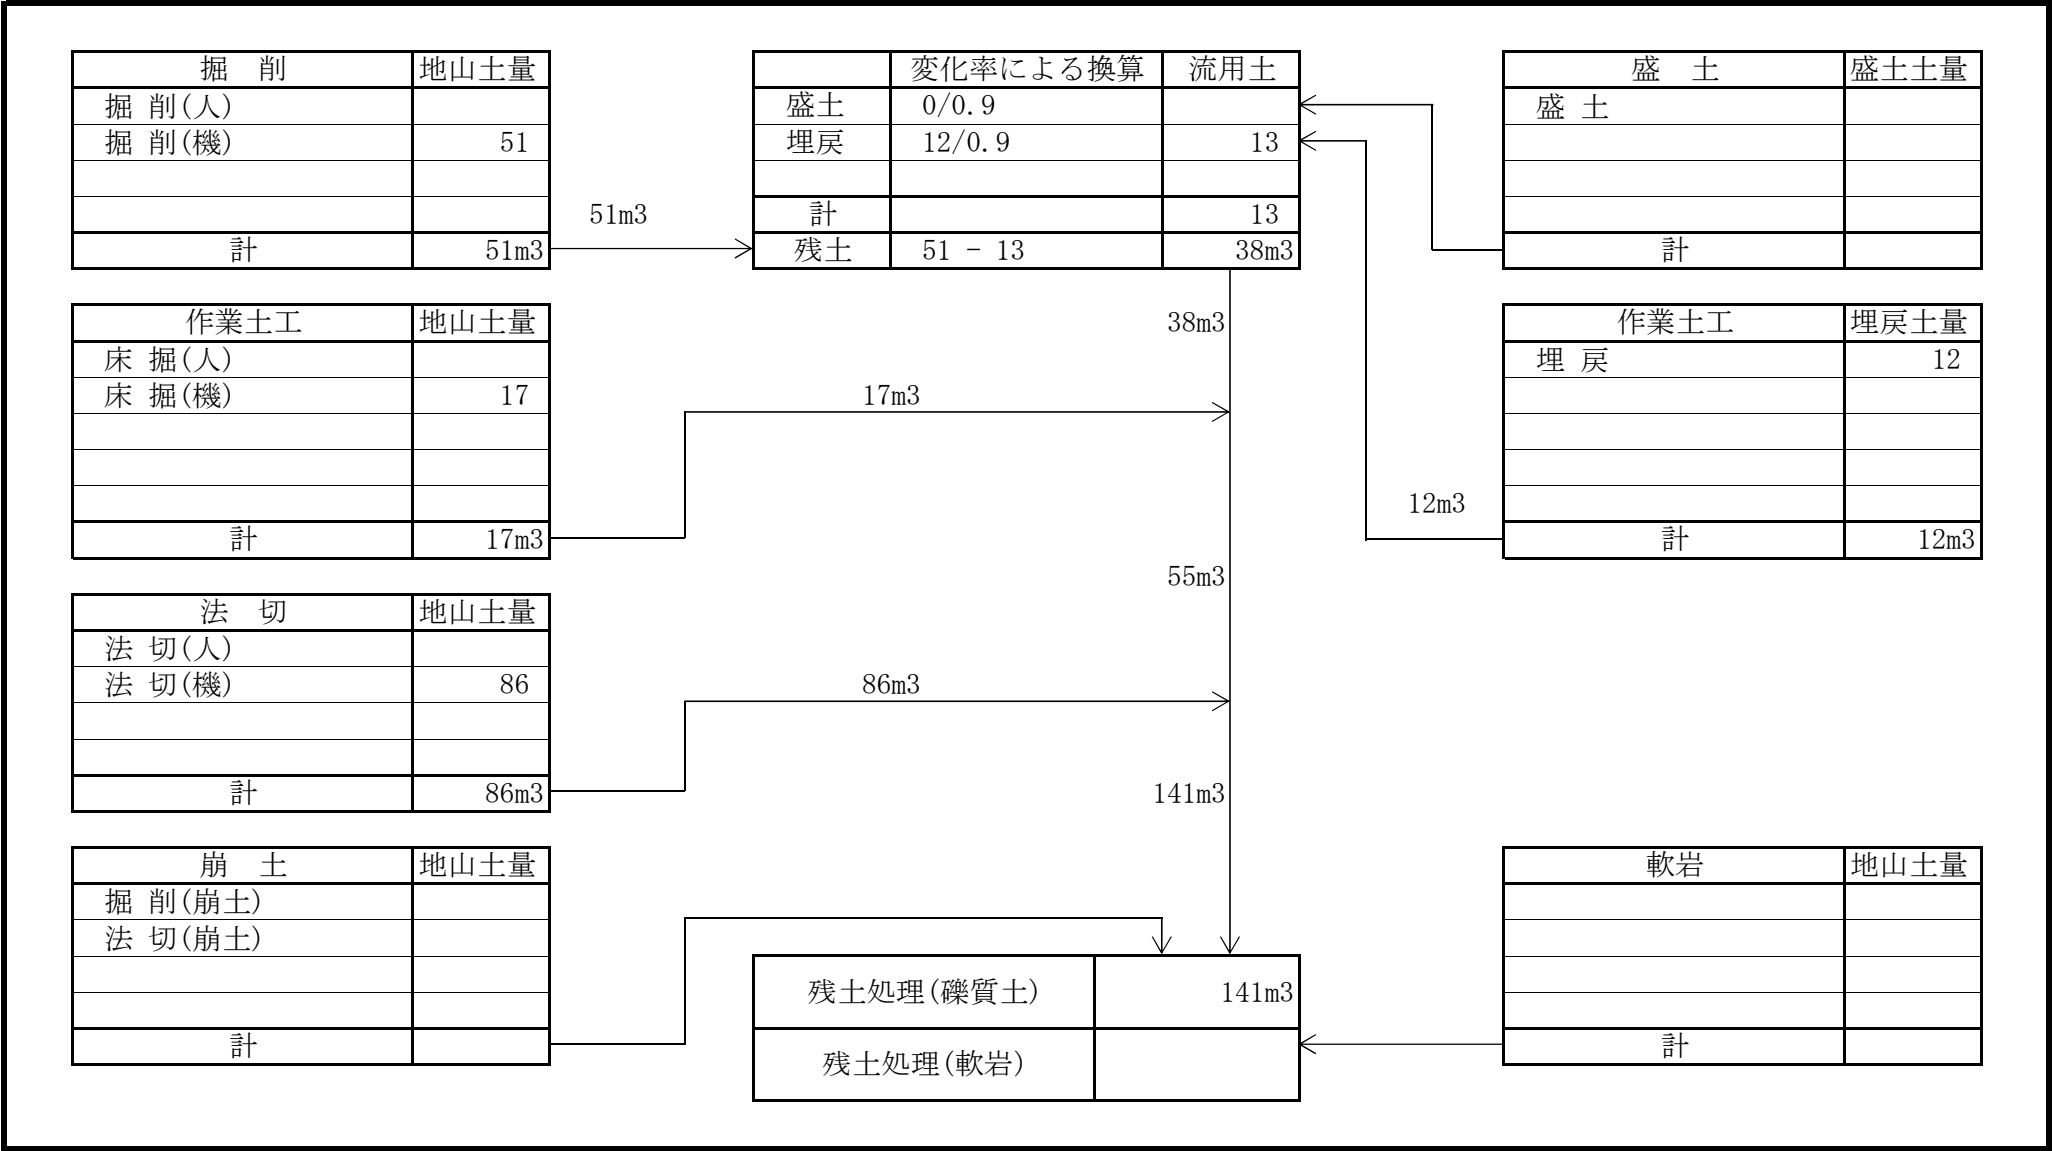 掘　削 地山土量
掘 削(人)
掘 削(機) 51
計 51m3
51m3
変化率による換算 流用土
盛土 0/0.9
埋戻 12/0.9 13
計 13
残土 51 - 13 38m3
盛　土 盛土土量
盛 土
計
作業土工 地山土量
床 掘(人)
床 掘(機) 17
計 17m3
38m3
17m3
作業土工 埋戻土量
埋 戻 12
計 12m3
12m3
55m3
法　切 地山土量
法 切(人)
法 切(機) 86
計 86m3
86m3
141m3
崩　土 地山土量
掘 削(崩土)
法 切(崩土)
計
残土処理(礫質土) 141m3
残土処理(軟岩)
軟岩 地山土量
計